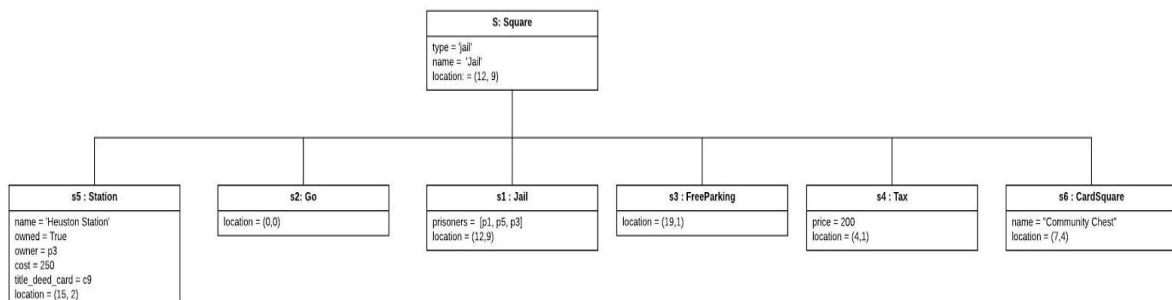 S: Square
type = 'jail'
name = 'Jail'
location: = (12, 9)
s5 : Station
name = 'Heuston Station'
owned = True
owner = p3
cost = 250
title_deed_card = c9
location = (15, 2)
s2: Go
location = (0,0)
s1 : Jail
prisoners = [p1, p5, p3]
location = (12,9)
s3 : FreeParking
location = (19,1)
s4 : Tax
price = 200
location = (4,1)
s6 : CardSquare
name = "Community Chest"
location = (7,4)